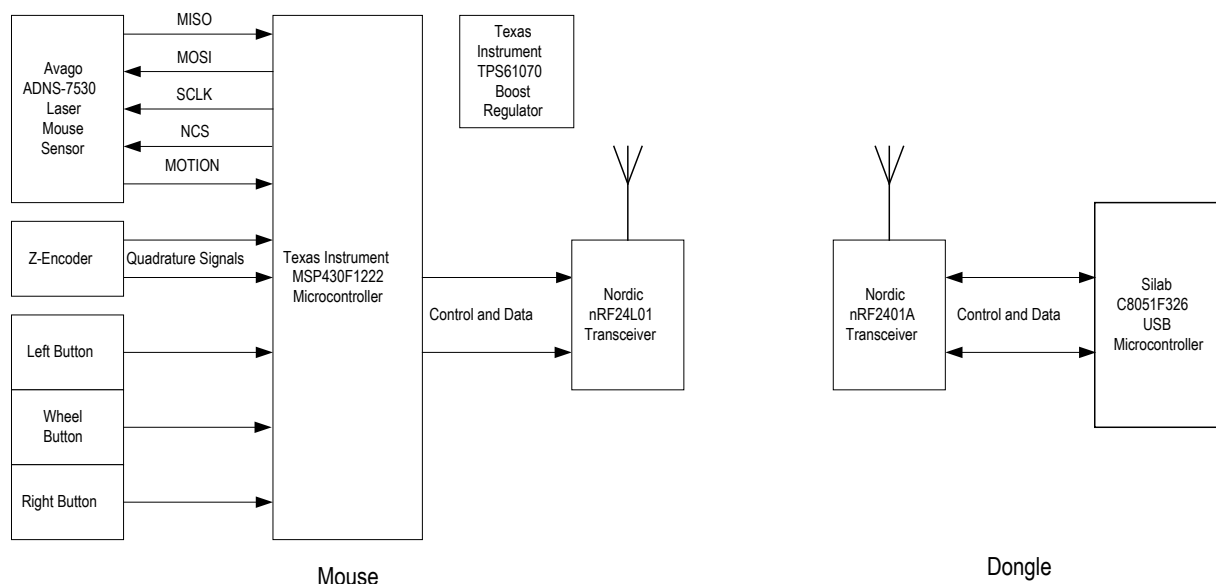 MISO
MOSI
SCLK
NCS
MOTION
Avago
ADNS-7530
Laser
Mouse
Sensor
Z-Encoder
Quadrature Signals
Left Button
Wheel
Button
Right Button
Texas Instrument
MSP430F1222
Microcontroller
Texas
Instrument
TPS61070
Boost
Regulator
Control and Data
Nordic
nRF24L01
Transceiver
Mouse
Nordic
nRF2401A
Transceiver
Control and Data
Silab
C8051F326
USB
Microcontroller
Dongle